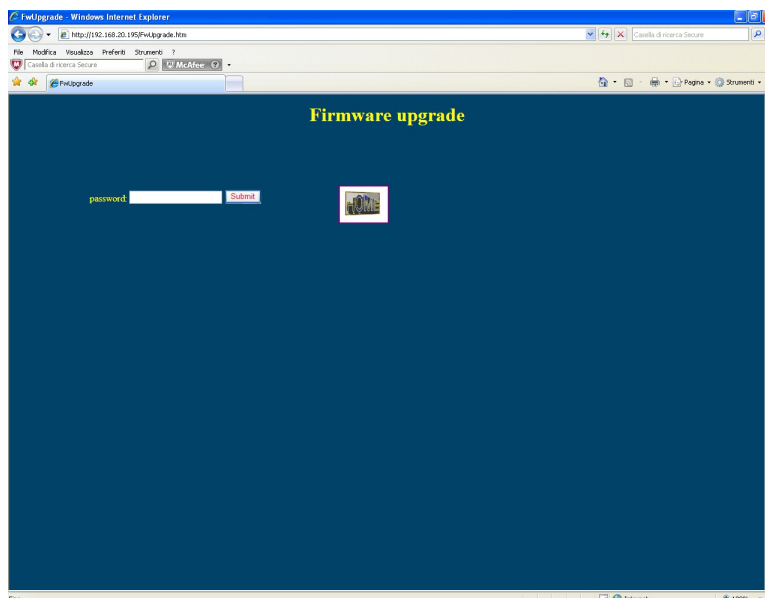 FwUpgrade - Windows Internet Explorer
http://192.168.20.195/FwUpgrade.htm
Casella di ricerca Secure
File Modifica Visualizza Preferiti Strumenti ?
Casella di ricerca Secure McAfee
FwUpgrade Pagina Strumenti
Firmware upgrade
password: Submit
HOME